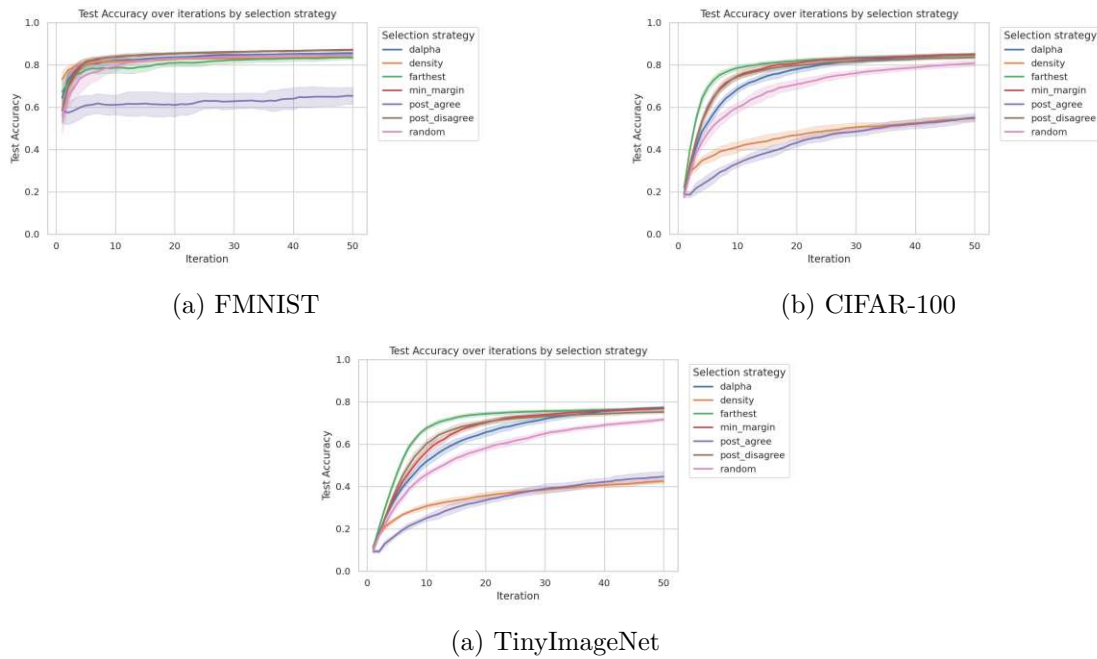 Test Accuracy over iterations by selection strategy
Test Accuracy
1.0
0.8
0.6
0.4
0.2
0.0
0 10 20 30 40 50
Iteration
Selection strategy
dalpha
density
farthest
min_margin
post_agree
post_disagree
random
(a) FMNIST
Test Accuracy over iterations by selection strategy
Test Accuracy
1.0
0.8
0.6
0.4
0.2
0.0
0 10 20 30 40 50
Iteration
Selection strategy
dalpha
density
farthest
min_margin
post_agree
post_disagree
random
(b) CIFAR-100
Test Accuracy over iterations by selection strategy
Test Accuracy
1.0
0.8
0.6
0.4
0.2
0.0
0 10 20 30 40 50
Iteration
Selection strategy
dalpha
density
farthest
min_margin
post_agree
post_disagree
random
(a) TinyImageNet